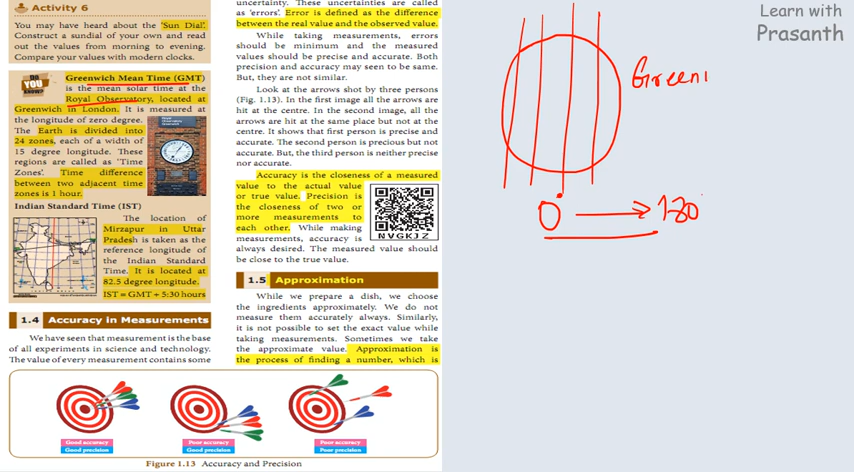 Activity 6
You may have heard about the 'Sun Dial'.
Construct a sundial of your own and read
out the values from morning to evening.
Compare your values with modern clocks.
DO YOU KNOW?
Greenwich Mean Time (GMT)
is the mean solar time at the
Royal Observatory, located at
Greenwich in London. It is measured at
the longitude of zero degree.
The Earth is divided into
24 zones, each of a width of
15 degree longitude. These
regions are called as 'Time
Zones'. Time difference
between two adjacent time
zones is 1 hour.
Indian Standard Time (IST)
The location of
Mirzapur in Uttar
Pradesh is taken as the
reference longitude of
the Indian Standard
Time. It is located at
82.5 degree longitude.
IST = GMT + 5:30 hours
1.4 Accuracy in Measurements
We have seen that measurement is the base
of all experiments in science and technology.
The value of every measurement contains some
uncertainty. These uncertainties are called
as 'errors'. Error is defined as the difference
between the real value and the observed value.
While taking measurements, errors
should be minimum and the measured
values should be precise and accurate. Both
precision and accuracy may seen to be same.
But, they are not similar.
Look at the arrows shot by three persons
(Fig. 1.13). In the first image all the arrows are
hit at the centre. In the second image, all the
arrows are hit at the same place but not at the
centre. It shows that first person is precise and
accurate. The second person is precious but not
accurate. But, the third person is neither precise
nor accurate.
Accuracy is the closeness of a measured
value to the actual value
or true value. Precision is
the closeness of two or
more measurements to
each other. While making
measurements, accuracy is
always desired. The measured value should
be close to the true value.
NVGKJZ
1.5 Approximation
While we prepare a dish, we choose
the ingredients approximately. We do not
measure them accurately always. Similarly,
it is not possible to set the exact value while
taking measurements. Sometimes we take
the approximate value. Approximation is
the process of finding a number, which is
Good accuracy
Good precision
Poor accuracy
Good precision
Poor accuracy
Poor precision
Figure 1.13 Accuracy and Precision
Learn with
Prasanth
Green
0° 180°